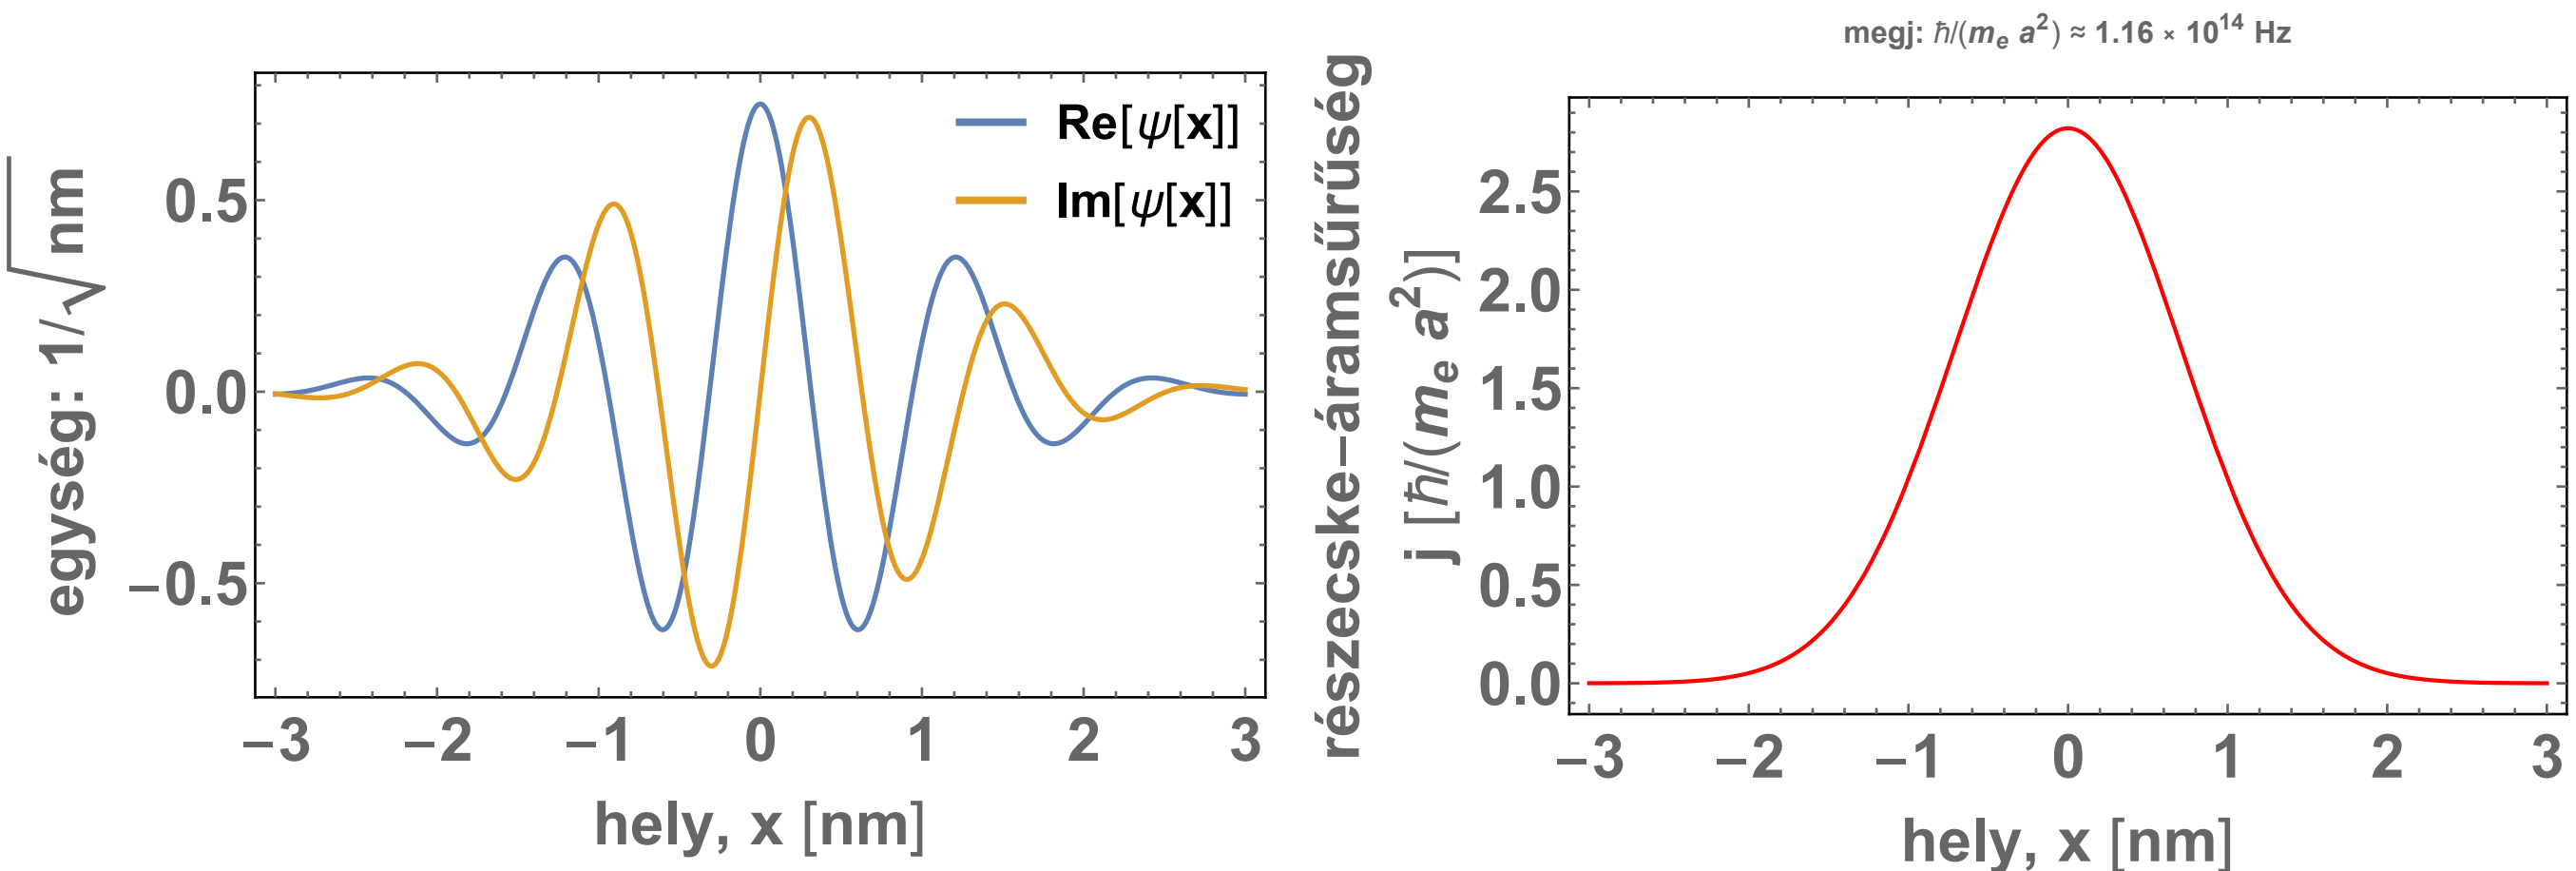 egység: 1/√nm
0.5
0.0
−0.5
Re[ψ[x]]
Im[ψ[x]]
−3 −2 −1 0 1 2 3
hely, x [nm]
megj: ℏ/(mₑ a²) ≈ 1.16 × 10¹⁴ Hz
részecske−áramsűrűség
j [ℏ/(mₑ a²)]
2.5
2.0
1.5
1.0
0.5
0.0
−3 −2 −1 0 1 2 3
hely, x [nm]